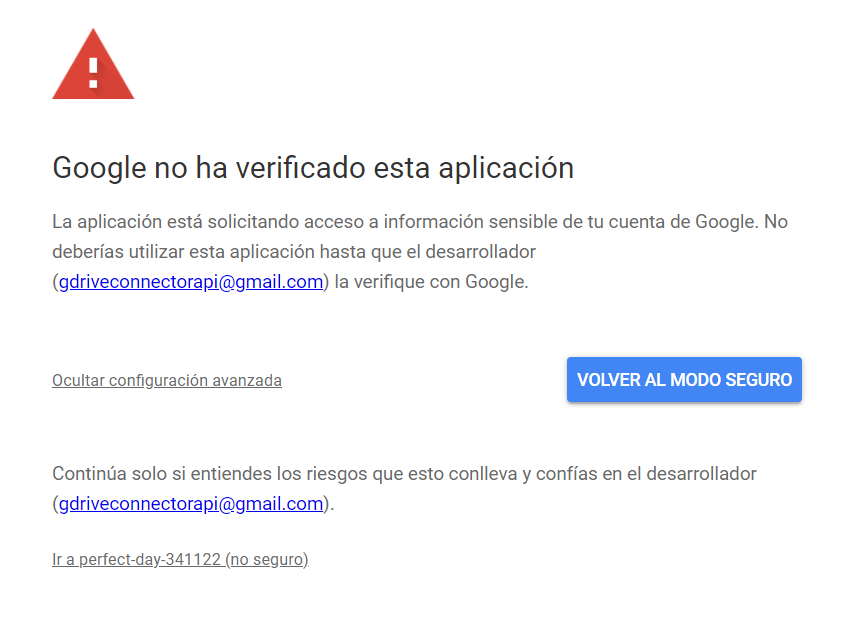 Google no ha verificado esta aplicación
La aplicación está solicitando acceso a información sensible de tu cuenta de Google. No
deberías utilizar esta aplicación hasta que el desarrollador
(gdriveconnectorapi@gmail.com) la verifique con Google.
Ocultar configuración avanzada
VOLVER AL MODO SEGURO
Continúa solo si entiendes los riesgos que esto conlleva y confías en el desarrollador
(gdriveconnectorapi@gmail.com).
Ir a perfect-day-341122 (no seguro)